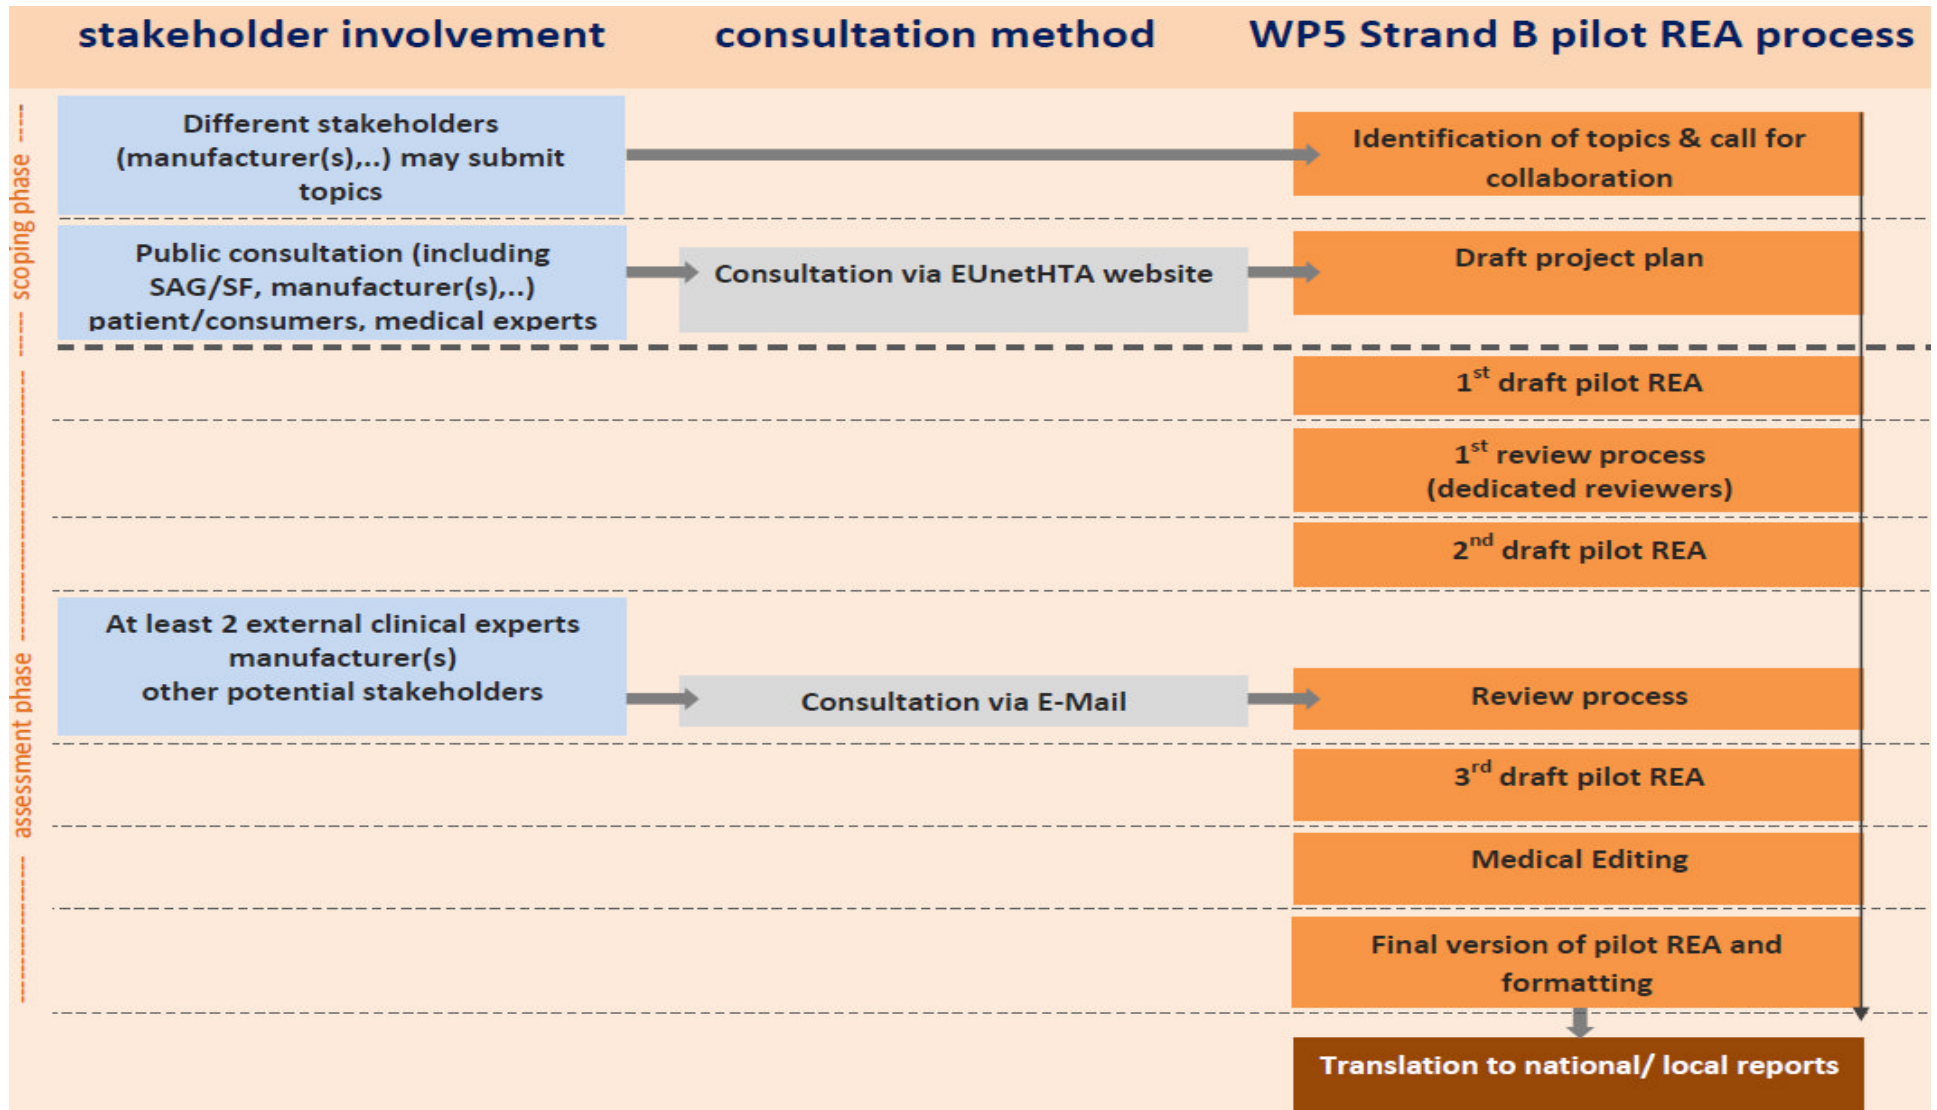 stakeholder involvement
consultation method
WP5 Strand B pilot REA process
scoping phase
Different stakeholders
(manufacturer(s),..) may submit
topics
Identification of topics & call for
collaboration
Public consultation (including
SAG/SF, manufacturer(s),..)
patient/consumers, medical experts
Consultation via EUnetHTA website
Draft project plan
assessment phase
1st draft pilot REA
1st review process
(dedicated reviewers)
2nd draft pilot REA
At least 2 external clinical experts
manufacturer(s)
other potential stakeholders
Consultation via E-Mail
Review process
3rd draft pilot REA
Medical Editing
Final version of pilot REA and
formatting
Translation to national/ local reports